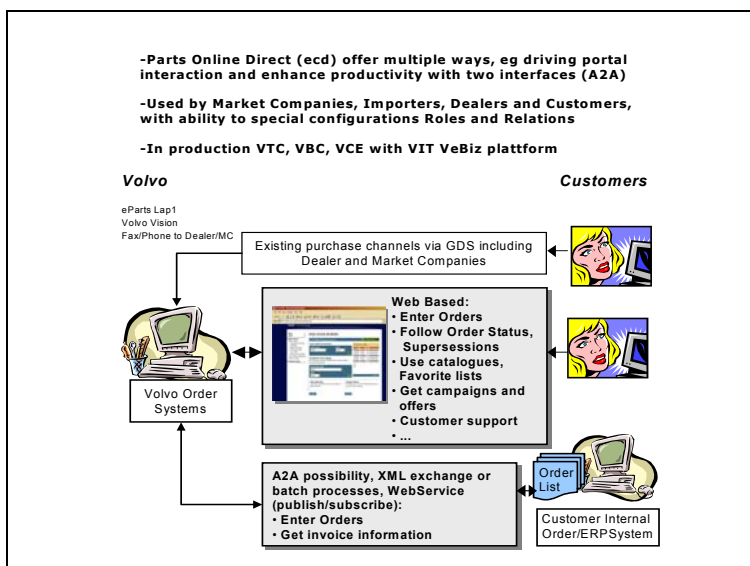 -Parts Online Direct (ecd) offer multiple ways, eg driving portal
interaction and enhance productivity with two interfaces (A2A)
-Used by Market Companies, Importers, Dealers and Customers,
with ability to special configurations Roles and Relations
-In production VTC, VBC, VCE with VIT VeBiz plattform
Volvo
Customers
eParts Lap1
Volvo Vision
Fax/Phone to Dealer/MC
Existing purchase channels via GDS including
Dealer and Market Companies
Web Based:
• Enter Orders
• Follow Order Status,
Supersessions
• Use catalogues,
Favorite lists
• Get campaigns and
offers
• Customer support
• ...
Volvo Order
Systems
A2A possibility, XML exchange or
batch processes, WebService
(publish/subscribe):
• Enter Orders
• Get invoice information
Order
List
Customer Internal
Order/ERPSystem